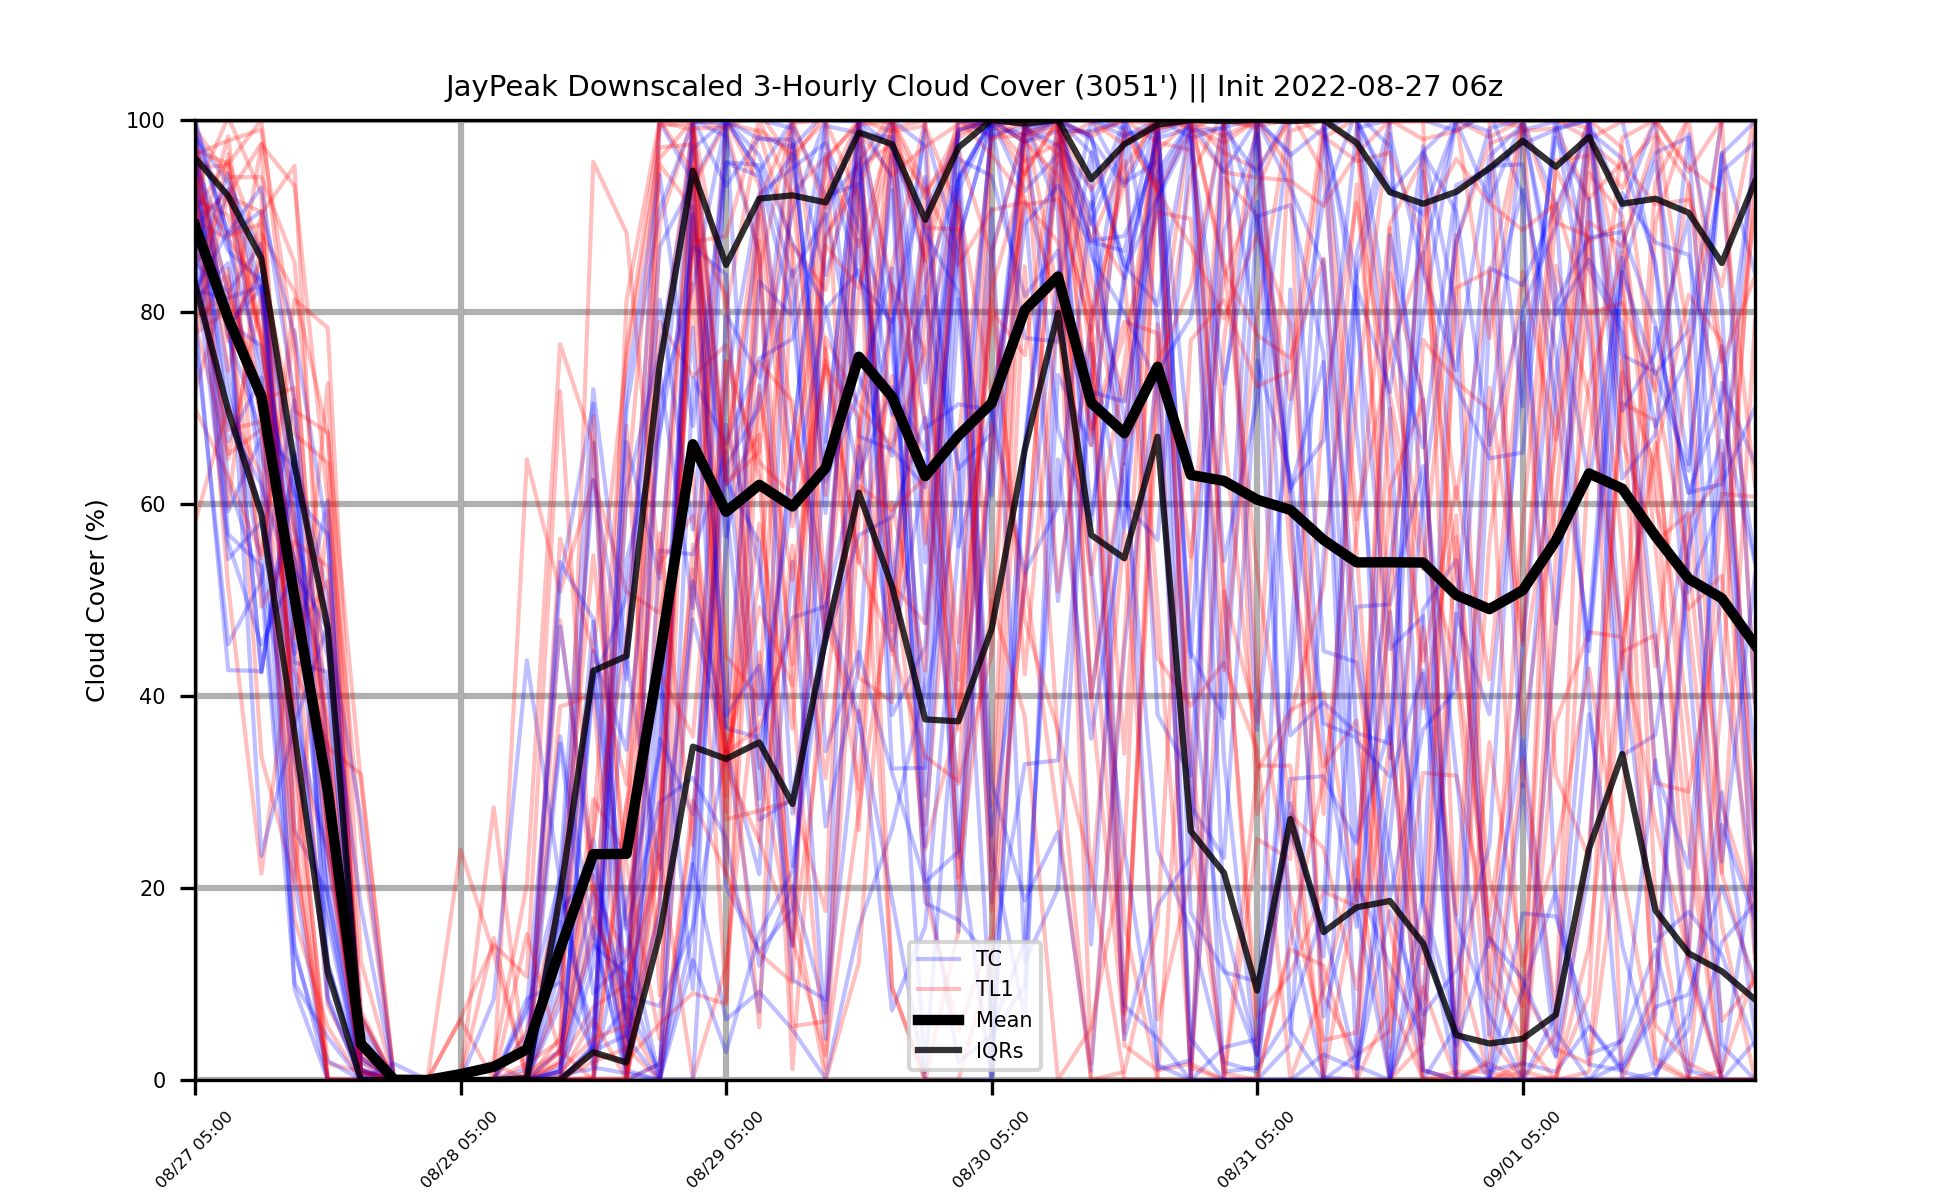 JayPeak Downscaled 3-Hourly Cloud Cover (3051') || Init 2022-08-27 06z
100
80
60
40
20
0
Cloud Cover (%)
TC
TL1
Mean
IQRs
08/27 05:00
08/28 05:00
08/29 05:00
08/30 05:00
08/31 05:00
09/01 05:00